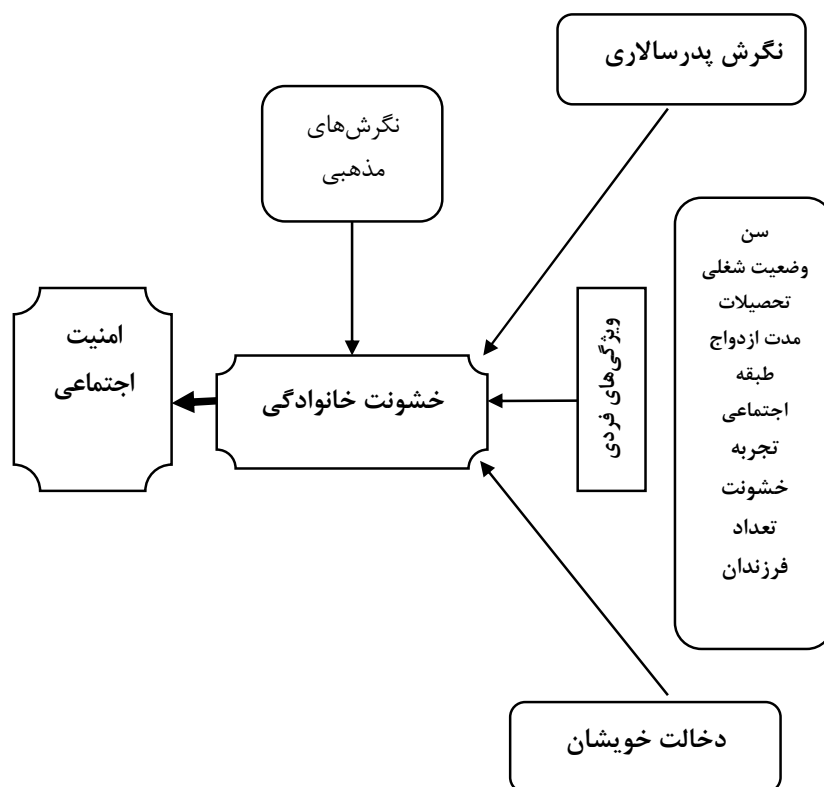 نگرش پدرسالاری
نگرش‌های
مذهبی
سن
وضعیت شغلی
تحصیلات
مدت ازدواج
طبقه
اجتماعی
تجربه
خشونت
تعداد
فرزندان
ویژگی‌های فردی
خشونت خانوادگی
امنیت
اجتماعی
دخالت خویشان